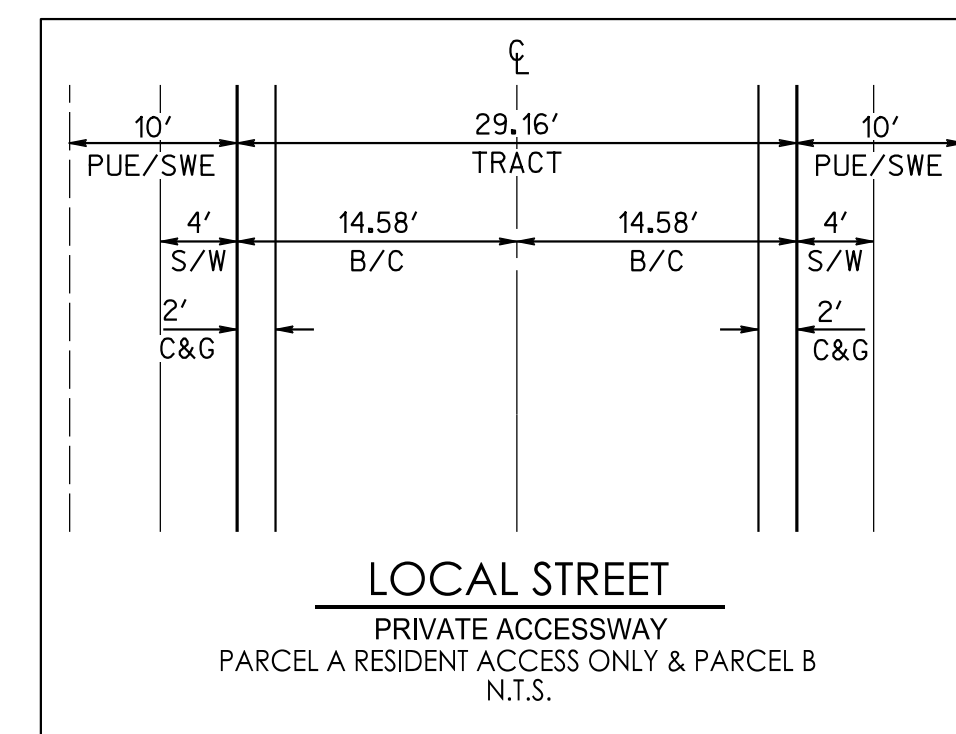 ℄
10' 29.16' 10'
PUE/SWE TRACT PUE/SWE
4' 14.58' 14.58' 4'
S/W B/C B/C S/W
2' 2'
C&G C&G
LOCAL STREET
PRIVATE ACCESSWAY
PARCEL A RESIDENT ACCESS ONLY & PARCEL B
N.T.S.